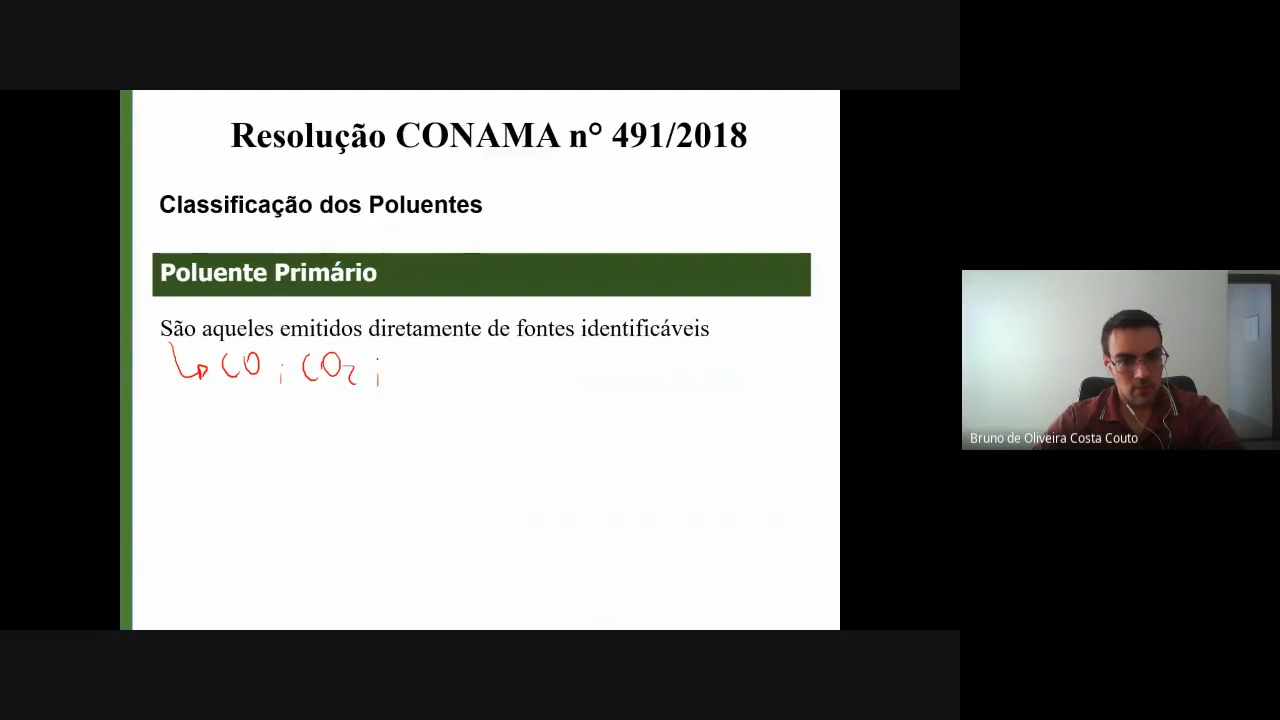 Resolução CONAMA n° 491/2018
Classificação dos Poluentes
Poluente Primário
São aqueles emitidos diretamente de fontes identificáveis
CO ; CO2 ;
Bruno de Oliveira Costa Couto